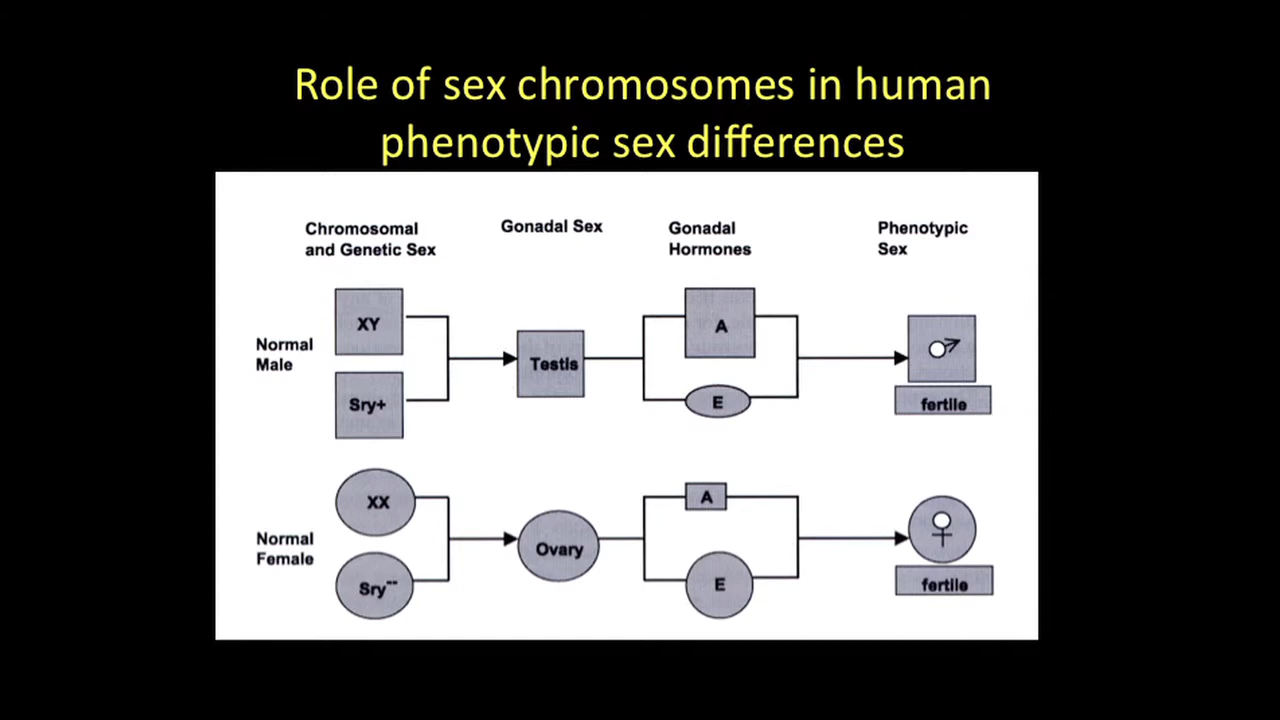 Role of sex chromosomes in human
phenotypic sex differences
Chromosomal
and Genetic Sex
Gonadal Sex
Gonadal
Hormones
Phenotypic
Sex
Normal
Male
XY
Sry+
Testis
A
E
fertile
Normal
Female
XX
Sry--
Ovary
A
E
fertile